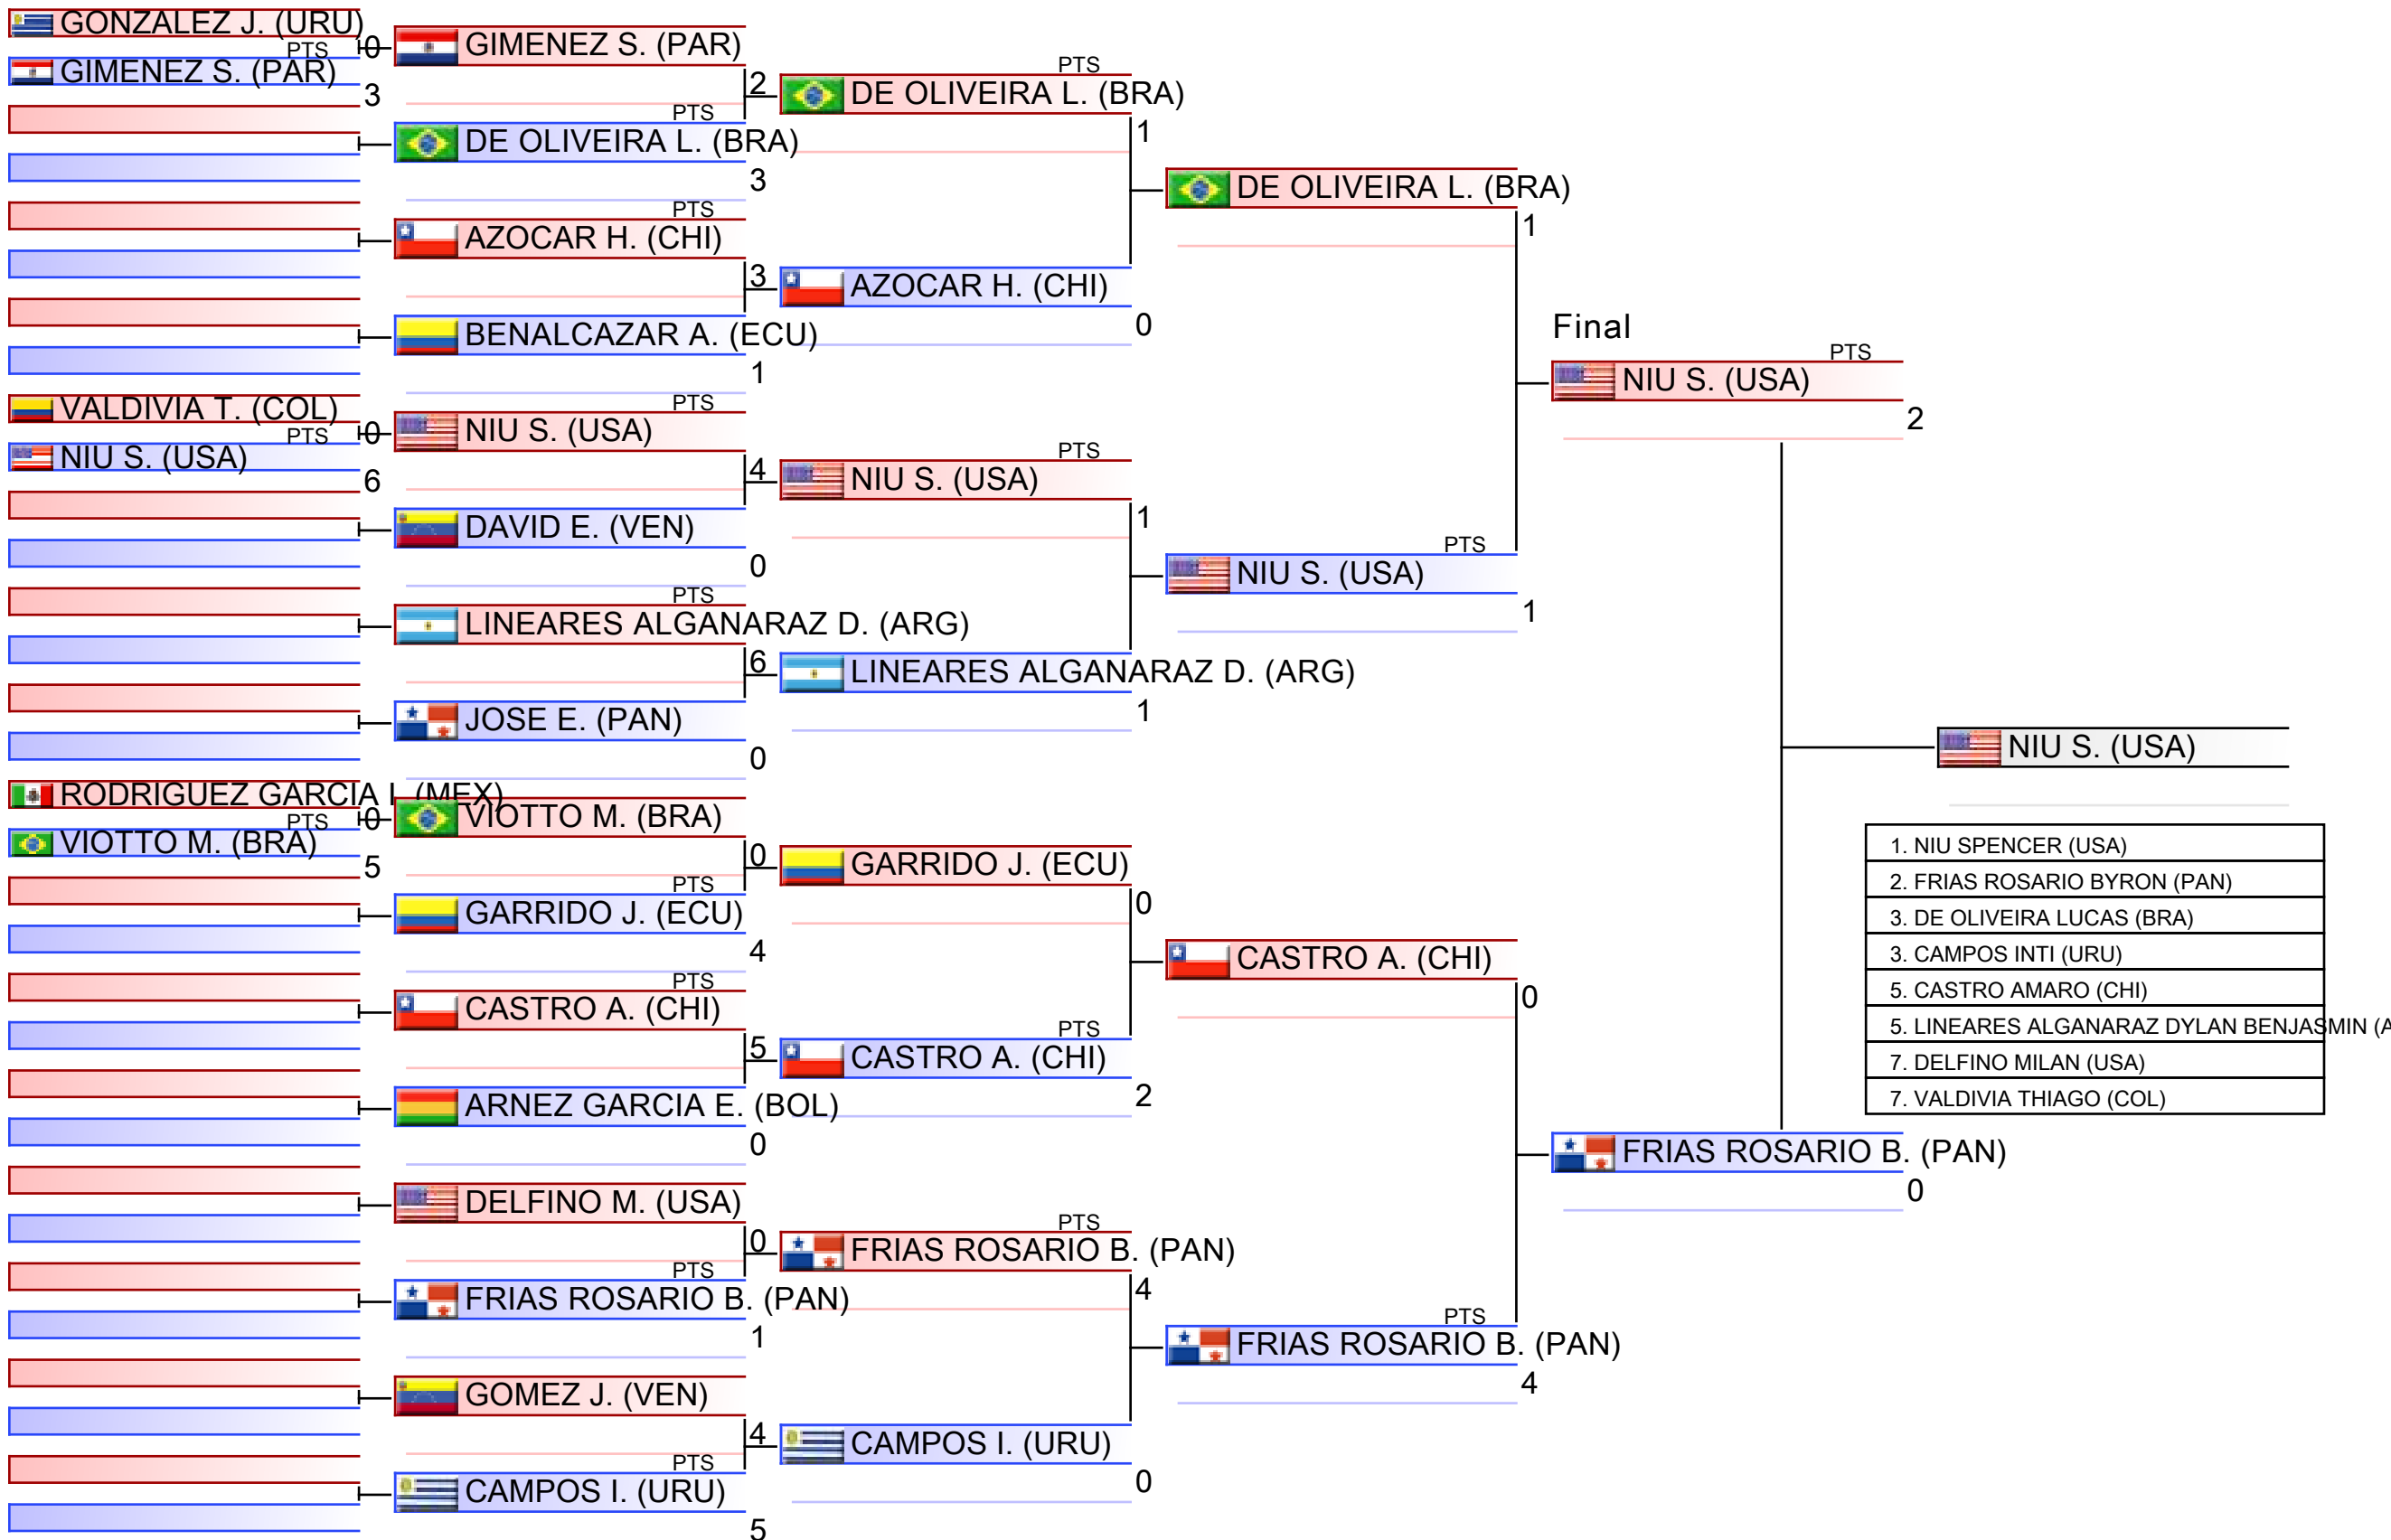 GONZALEZ J. (URU)
PTS 0
GIMENEZ S. (PAR)
3
VALDIVIA T. (COL)
PTS 0
NIU S. (USA)
6
RODRIGUEZ GARCIA I. (MEX)
PTS 0
VIOTTO M. (BRA)
5
GIMENEZ S. (PAR)
2
PTS
DE OLIVEIRA L. (BRA)
3
PTS
AZOCAR H. (CHI)
3
BENALCAZAR A. (ECU)
1
PTS
NIU S. (USA)
4
DAVID E. (VEN)
0
PTS
LINEARES ALGANARAZ D. (ARG)
6
JOSE E. (PAN)
0
VIOTTO M. (BRA)
0
PTS
GARRIDO J. (ECU)
4
PTS
CASTRO A. (CHI)
5
ARNEZ GARCIA E. (BOL)
0
DELFINO M. (USA)
0
PTS
FRIAS ROSARIO B. (PAN)
1
GOMEZ J. (VEN)
4
PTS
CAMPOS I. (URU)
5
PTS
DE OLIVEIRA L. (BRA)
1
AZOCAR H. (CHI)
0
PTS
NIU S. (USA)
1
LINEARES ALGANARAZ D. (ARG)
1
GARRIDO J. (ECU)
0
PTS
CASTRO A. (CHI)
2
PTS
FRIAS ROSARIO B. (PAN)
4
CAMPOS I. (URU)
0
DE OLIVEIRA L. (BRA)
1
PTS
NIU S. (USA)
1
CASTRO A. (CHI)
0
PTS
FRIAS ROSARIO B. (PAN)
4
Final
PTS
NIU S. (USA)
2
FRIAS ROSARIO B. (PAN)
0
NIU S. (USA)
1. NIU SPENCER (USA)
2. FRIAS ROSARIO BYRON (PAN)
3. DE OLIVEIRA LUCAS (BRA)
3. CAMPOS INTI (URU)
5. CASTRO AMARO (CHI)
5. LINEARES ALGANARAZ DYLAN BENJASMIN (A
7. DELFINO MILAN (USA)
7. VALDIVIA THIAGO (COL)